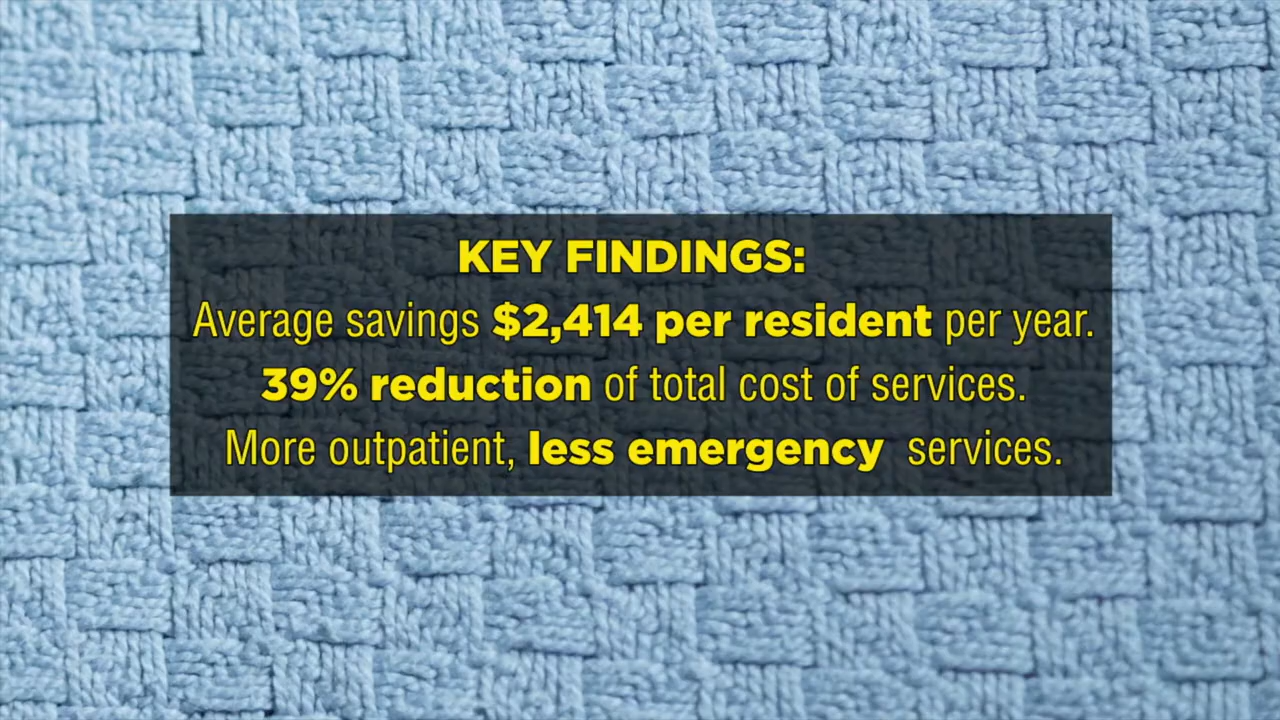 KEY FINDINGS:
Average savings $2,414 per resident per year.
39% reduction of total cost of services.
More outpatient, less emergency services.